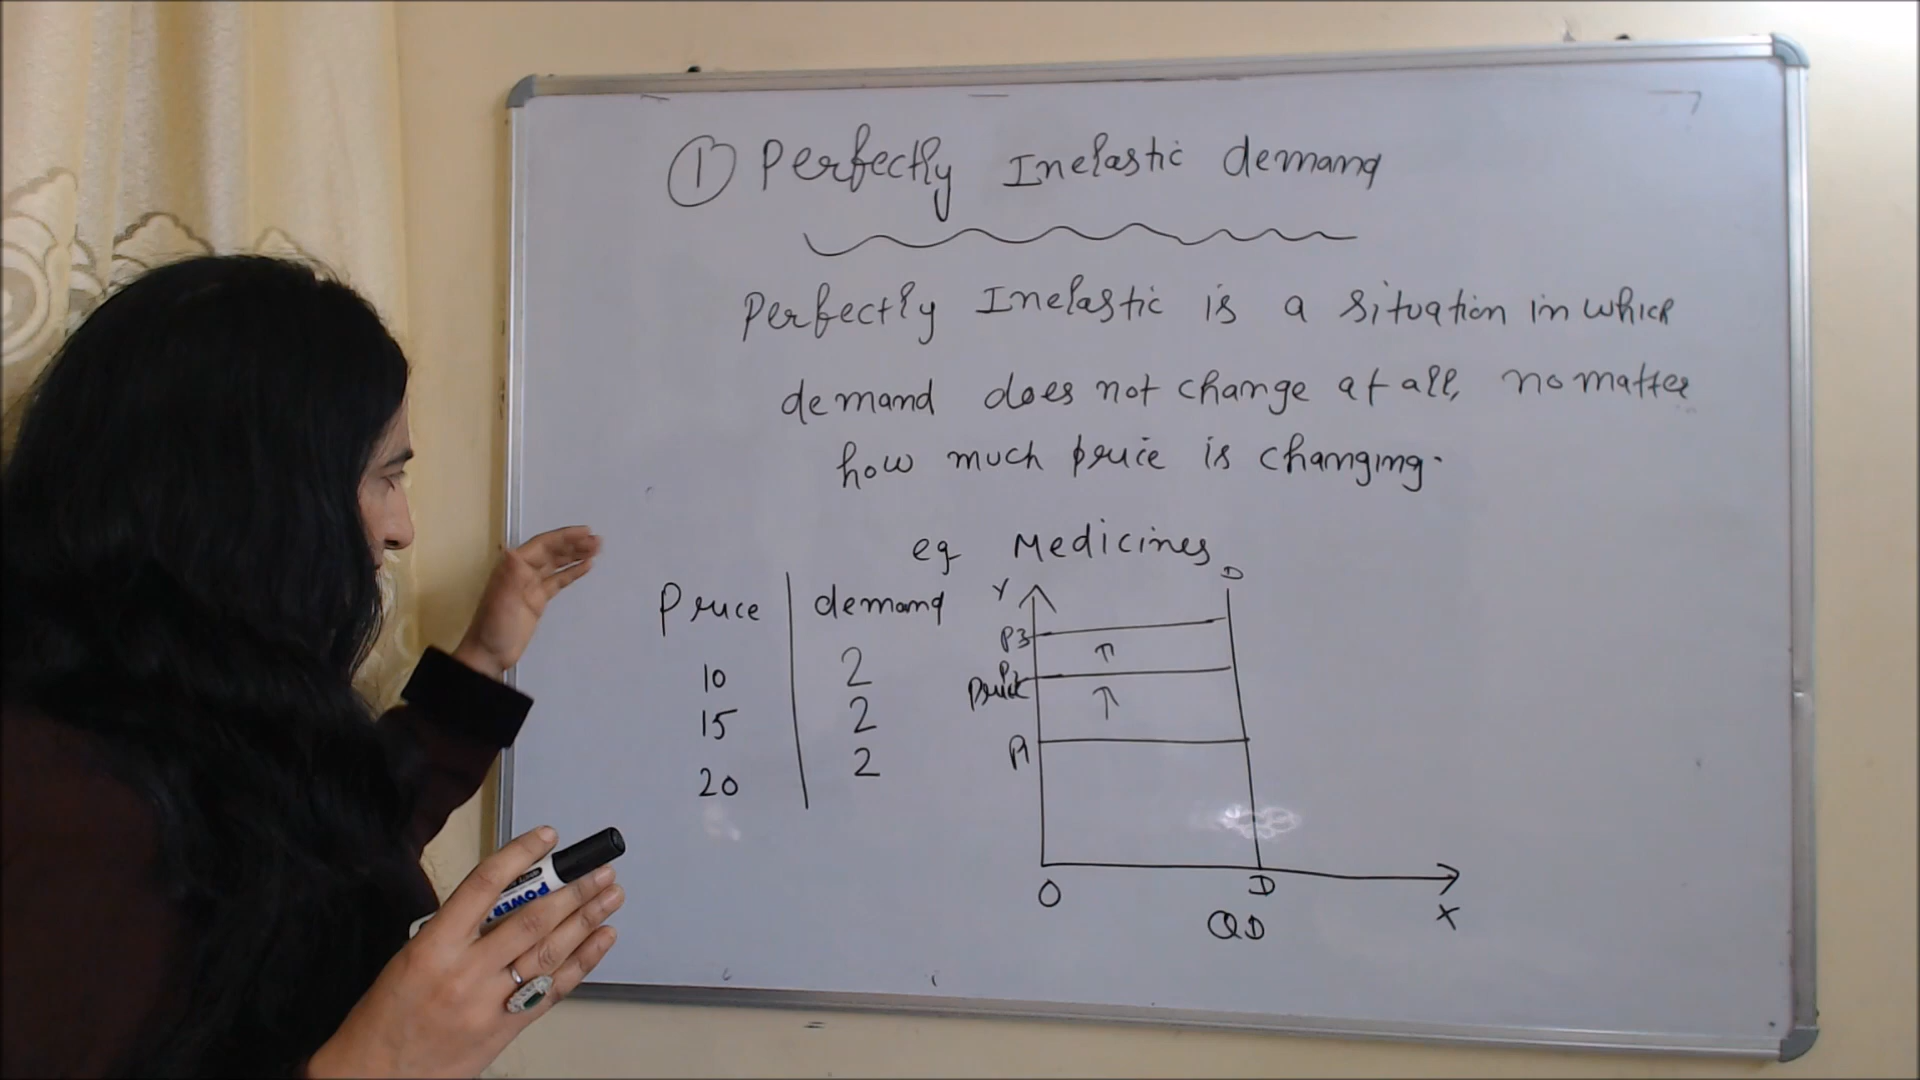 ① Perfectly Inelastic demand
Perfectly Inelastic is a situation in which
demand does not change at all, no matter
how much price is changing.
eg Medicines
Price demand
10 2
15 2
20 2
Y D
P3
P2
Price
P1
O D X
QD
POWER